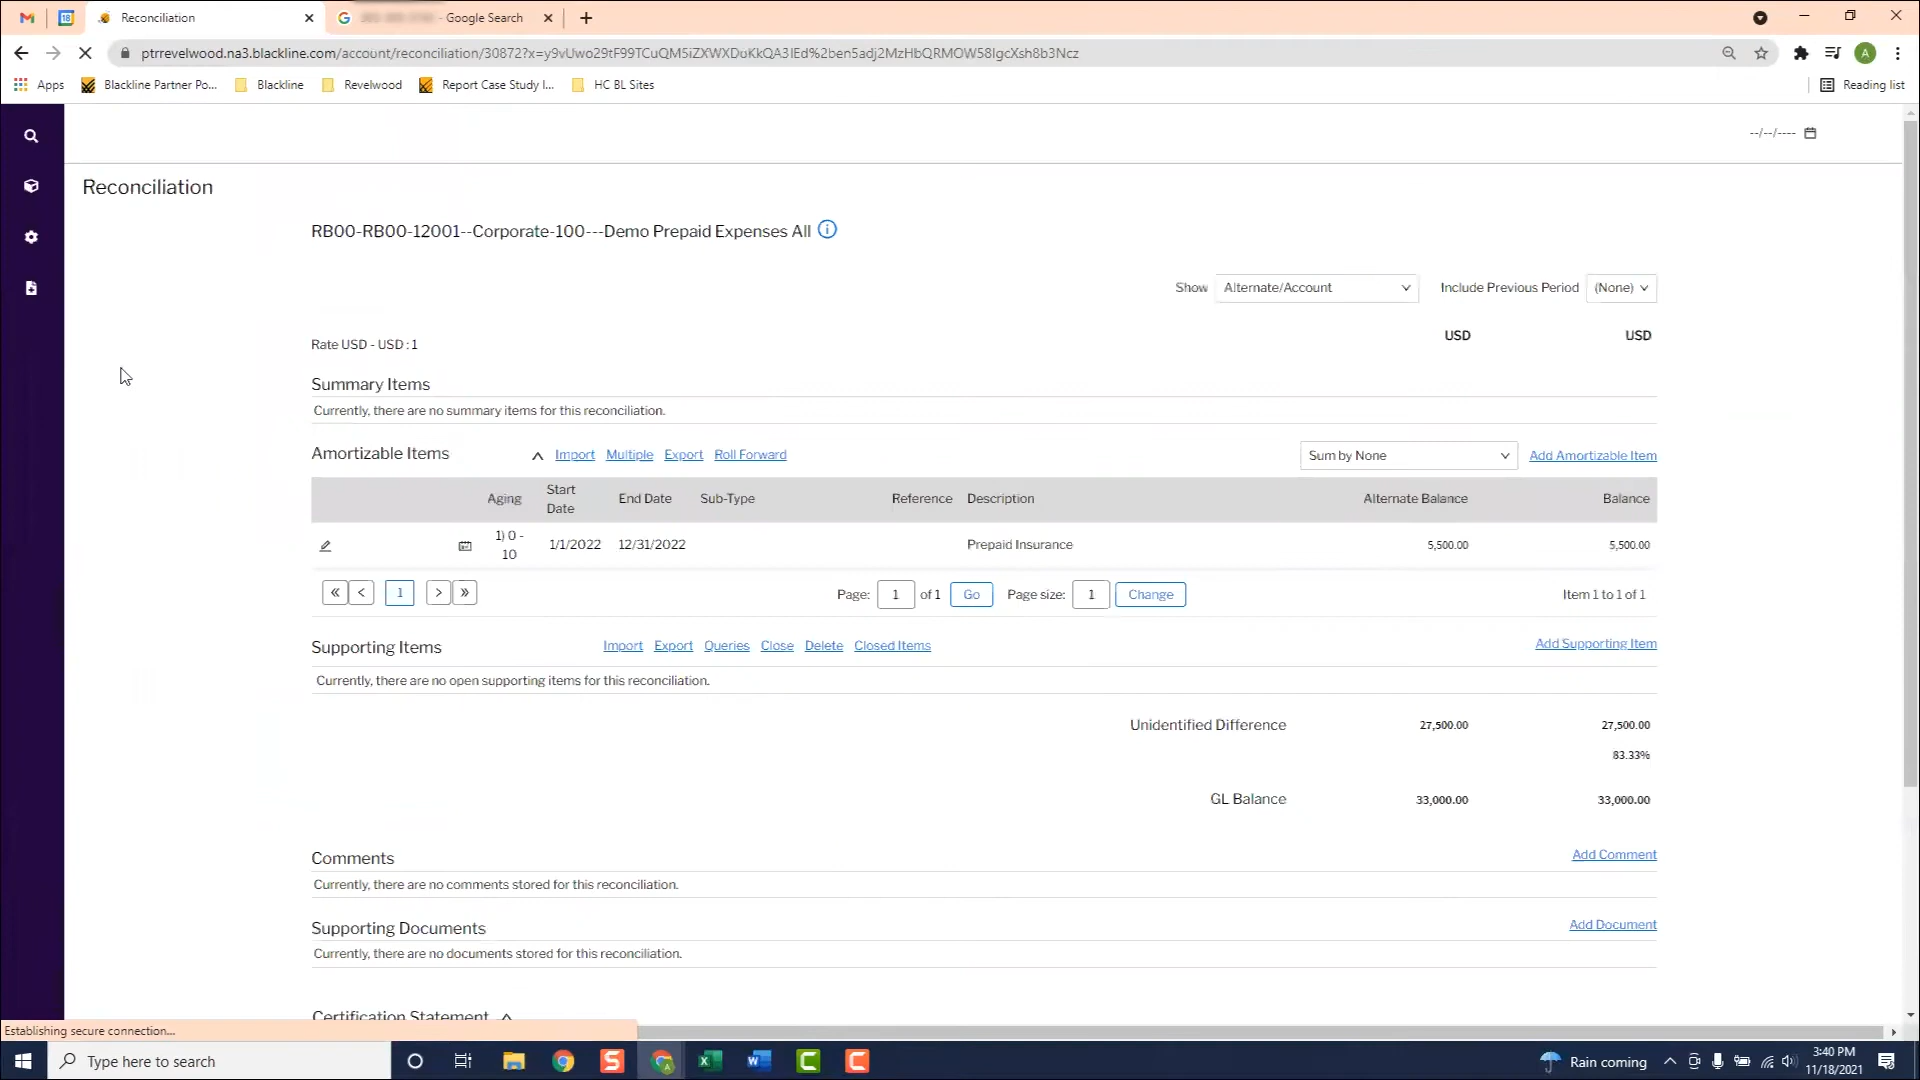 18
Reconciliation
- Google Search
ptrrevelwood.na3.blackline.com/account/reconciliation/30872?x=y9vUwo29tF99TCuQM5iZXWXDuKkQA3IEd%2ben5adj2MzHbQRMOW58IgcXsh8b3Ncz
A
Apps
Blackline Partner Po...
Blackline
Revelwood
Report Case Study I...
HC BL Sites
Reading list
--/--/----
Reconciliation
RB00-RB00-12001--Corporate-100---Demo Prepaid Expenses All
Show Alternate/Account Include Previous Period (None)
USD USD
Rate USD - USD : 1
Summary Items
Currently, there are no summary items for this reconciliation.
Amortizable Items Import Multiple Export Roll Forward Sum by None Add Amortizable Item
Aging Start Date End Date Sub-Type Reference Description Alternate Balance Balance
1) 0 - 10 1/1/2022 12/31/2022 Prepaid Insurance 5,500.00 5,500.00
« < 1 > » Page: 1 of 1 Go Page size: 1 Change Item 1 to 1 of 1
Supporting Items Import Export Queries Close Delete Closed Items Add Supporting Item
Currently, there are no open supporting items for this reconciliation.
Unidentified Difference 27,500.00 27,500.00
83.33%
GL Balance 33,000.00 33,000.00
Comments Add Comment
Currently, there are no comments stored for this reconciliation.
Supporting Documents Add Document
Currently, there are no documents stored for this reconciliation.
Certification Statement
Establishing secure connection...
Type here to search
Rain coming
3:40 PM
11/18/2021